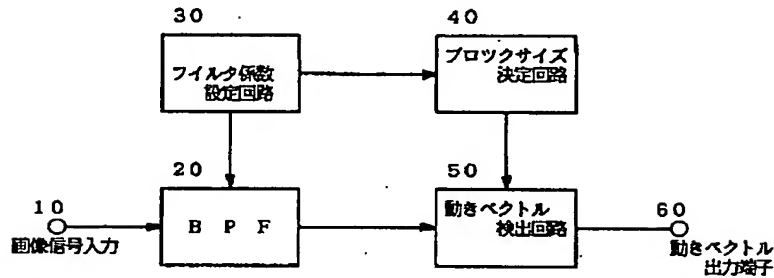 30
40
フイルタ係数
設定回路
ブロックサイズ
決定回路
20
50
10
画像信号入力
B P F
動きベクトル
検出回路
60
動きベクトル
出力端子